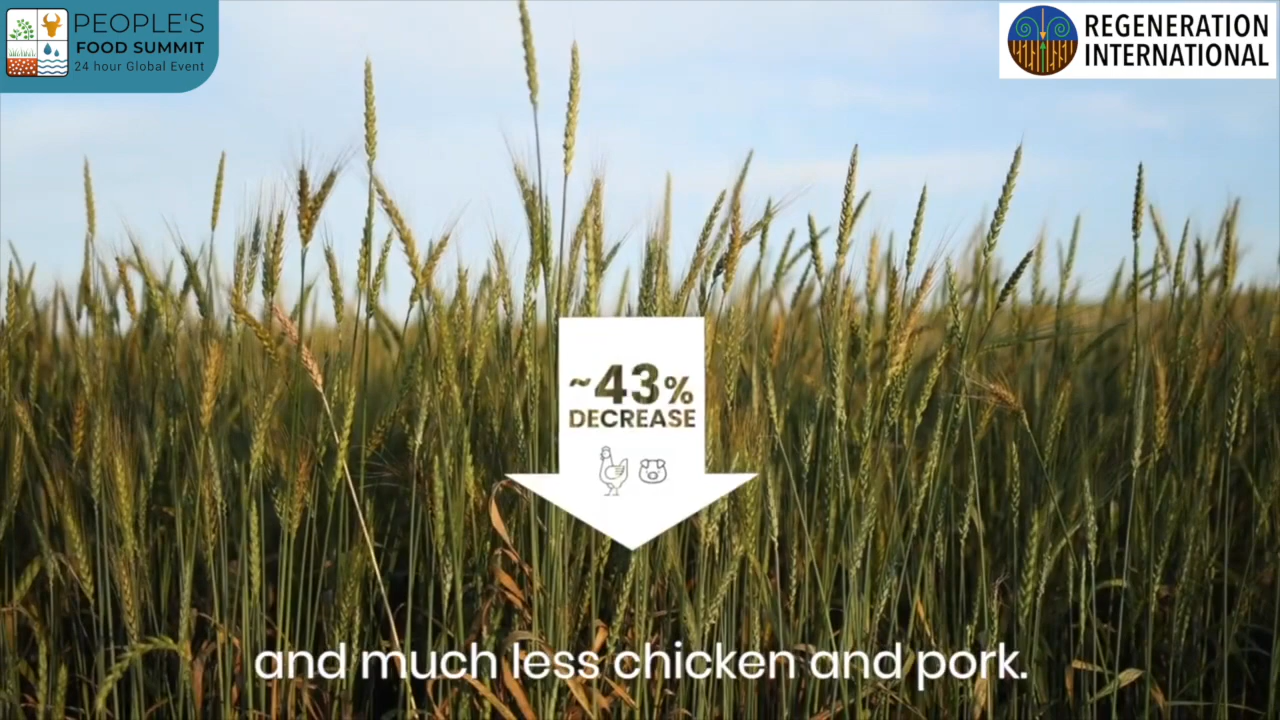 PEOPLE'S
FOOD SUMMIT
24 hour Global Event
REGENERATION
INTERNATIONAL
~43%
DECREASE
and much less chicken and pork.